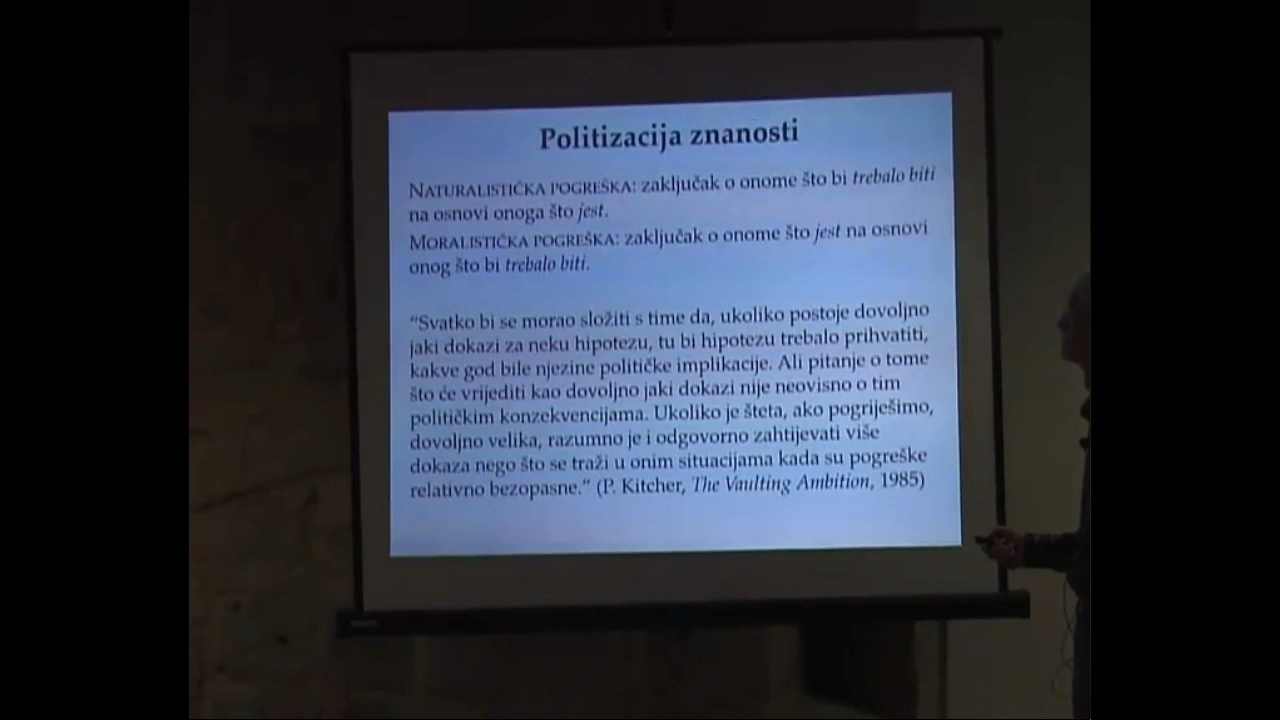 Politizacija znanosti
NATURALISTIČKA POGREŠKA: zaključak o onome što bi trebalo biti
na osnovi onoga što jest.
MORALISTIČKA POGREŠKA: zaključak o onome što jest na osnovi
onog što bi trebalo biti.
“Svatko bi se morao složiti s time da, ukoliko postoje dovoljno
jaki dokazi za neku hipotezu, tu bi hipotezu trebalo prihvatiti,
kakve god bile njezine političke implikacije. Ali pitanje o tome
što će vrijediti kao dovoljno jaki dokazi nije neovisno o tim
političkim konzekvencijama. Ukoliko je šteta, ako pogriješimo,
dovoljno velika, razumno je i odgovorno zahtijevati više
dokaza nego što se traži u onim situacijama kada su pogreške
relativno bezopasne.” (P. Kitcher, The Vaulting Ambition, 1985)